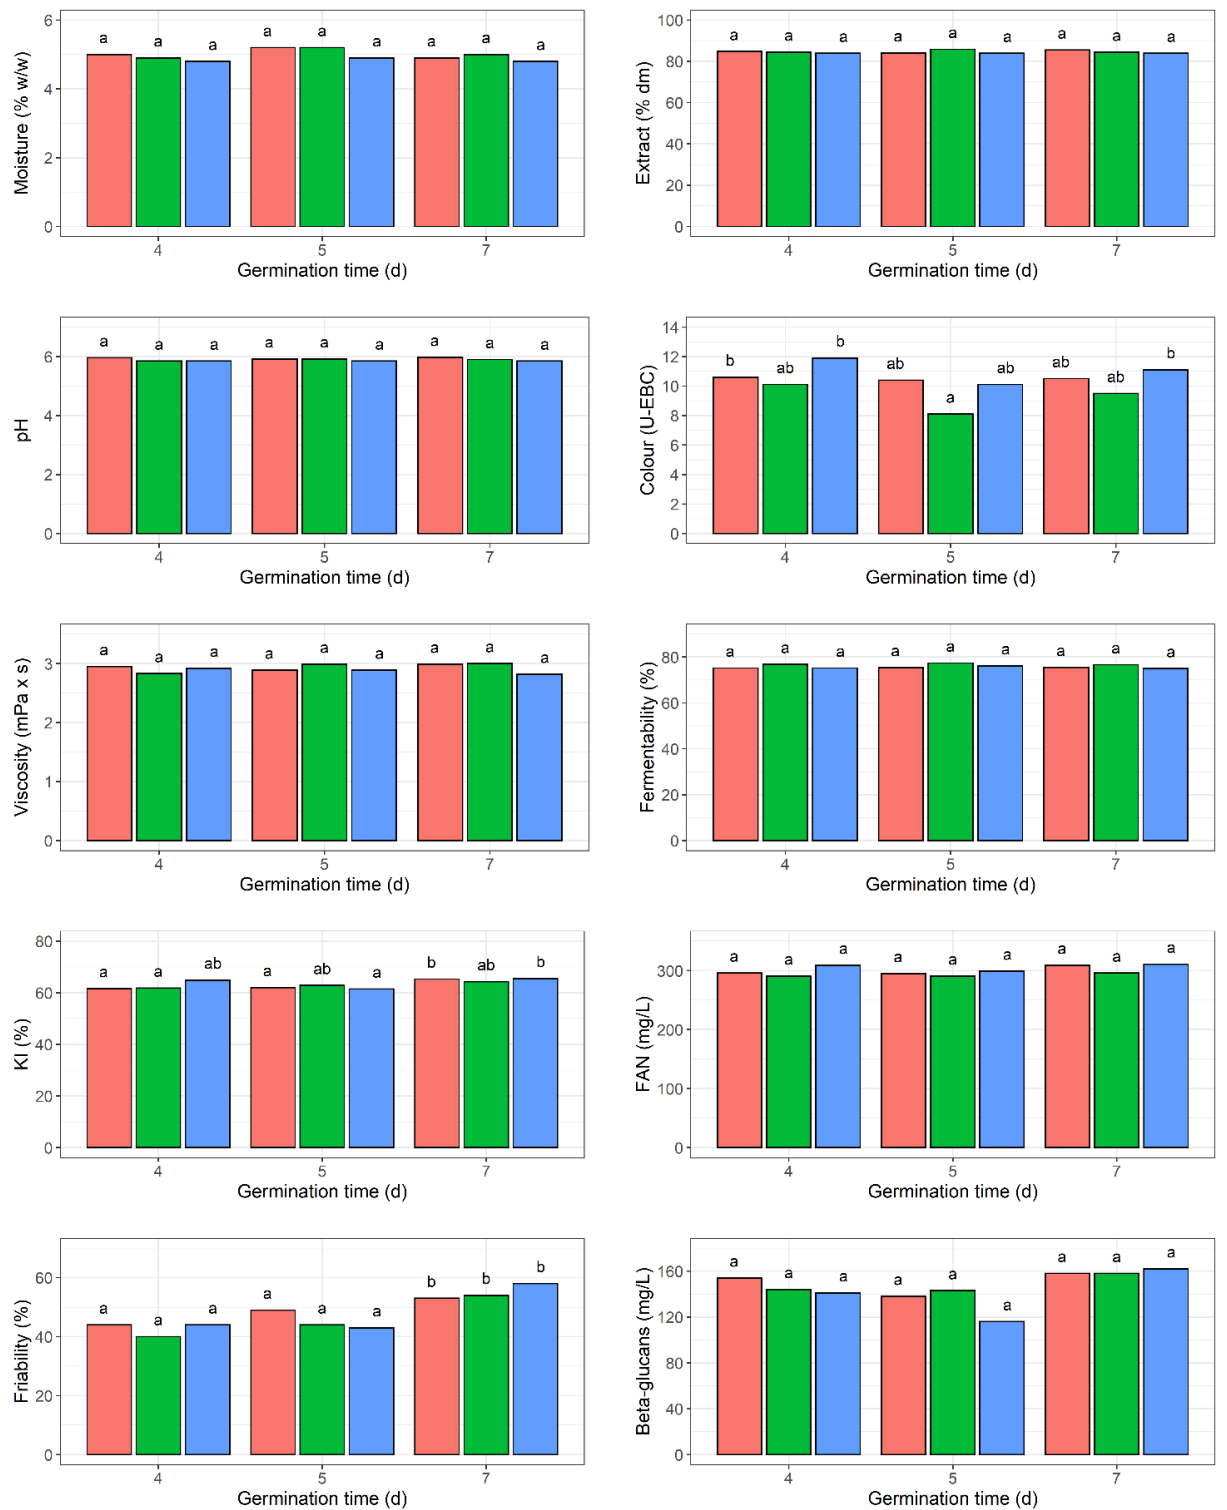 Moisture (% w/w)
6
4
2
0
a a a a a a a a a
4 5 7
Germination time (d)
Extract (% dm)
100
80
60
40
20
0
a a a a a a a a a
4 5 7
Germination time (d)
pH
6
4
2
0
a a a a a a a a a
4 5 7
Germination time (d)
Colour (U-EBC)
14
12
10
8
6
4
2
0
b ab b ab a ab ab ab b
4 5 7
Germination time (d)
Viscosity (mPa x s)
3
2
1
0
a a a a a a a a a
4 5 7
Germination time (d)
Fermentability (%)
80
60
40
20
0
a a a a a a a a a
4 5 7
Germination time (d)
KI (%)
80
60
40
20
0
a a ab a ab a b ab b
4 5 7
Germination time (d)
FAN (mg/L)
300
200
100
0
a a a a a a a a a
4 5 7
Germination time (d)
Friability (%)
60
40
20
0
a a a a a a b b b
4 5 7
Germination time (d)
Beta-glucans (mg/L)
160
120
80
40
0
a a a a a a a a a
4 5 7
Germination time (d)